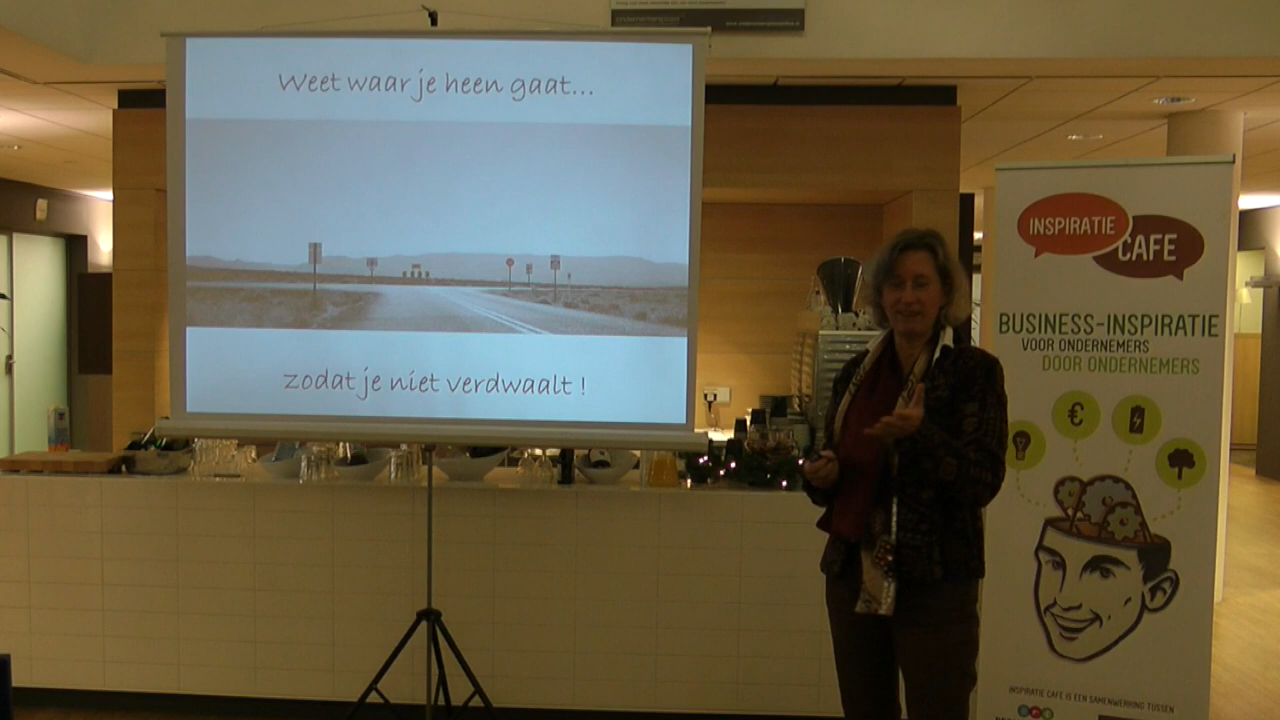 Weet waar je heen gaat...
zodat je niet verdwaalt !
INSPIRATIE
CAFE
BUSINESS-INSPIRATIE
VOOR ONDERNEMERS
DOOR ONDERNEMERS
INSPIRATIE CAFE IS EEN SAMENWERKING TUSSEN